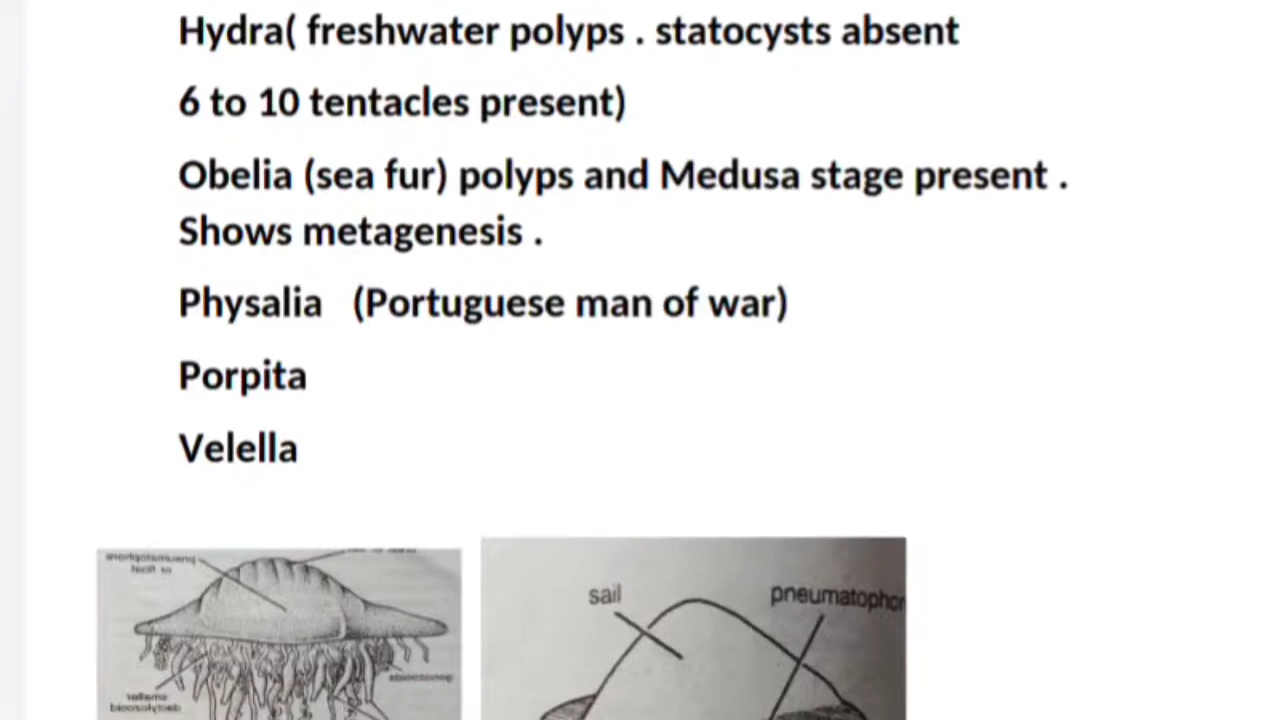 Hydra( freshwater polyps . statocysts absent
6 to 10 tentacles present)
Obelia (sea fur) polyps and Medusa stage present .
Shows metagenesis .
Physalia   (Portuguese man of war)
Porpita
Velella
sail
pneumatophor